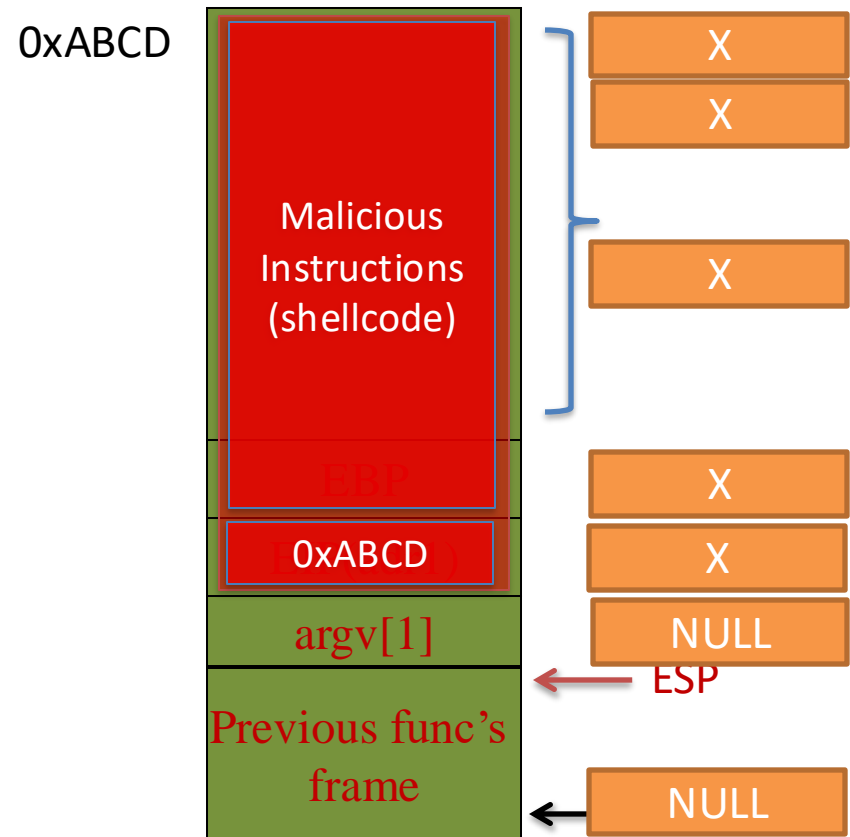 0xABCD
X
X
Malicious
Instructions
(shellcode)
X
EBP
X
0xABCD
X
argv[1]
NULL
ESP
Previous func’s
frame
NULL